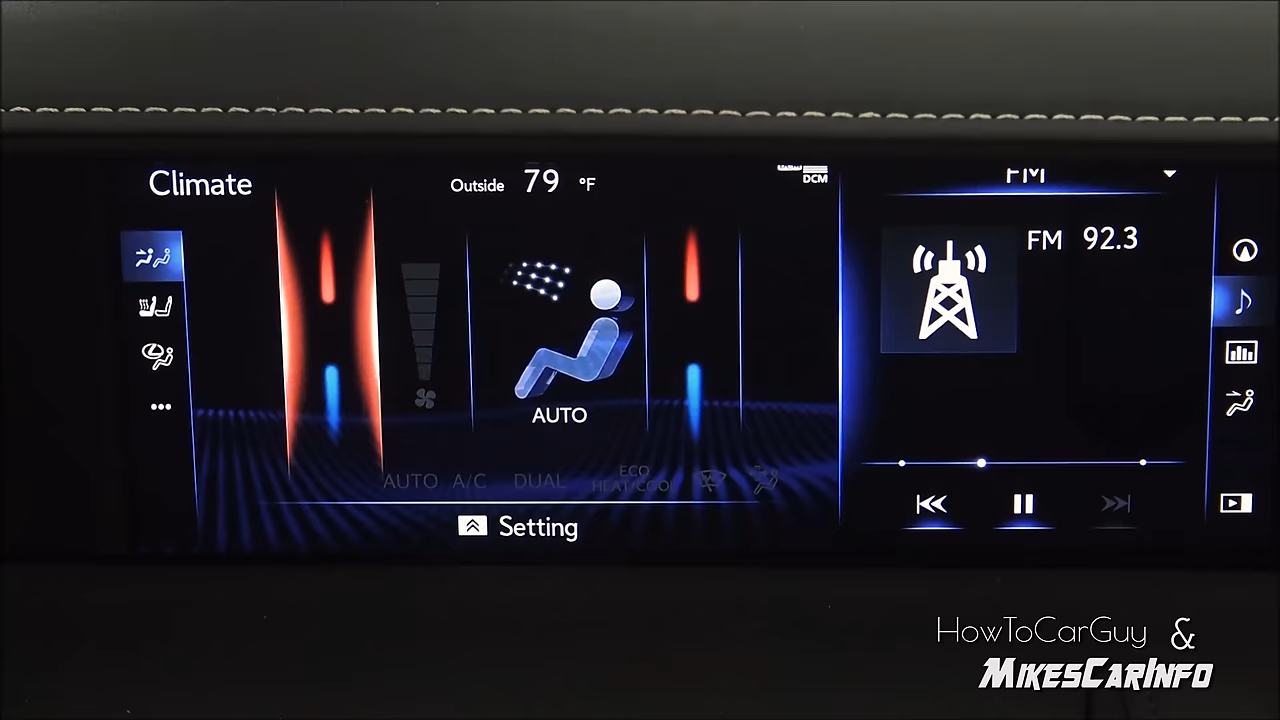 Climate
Outside 79 °F
DCM
FM
FM 92.3
AUTO
AUTO A/C DUAL ECO HEAT/COOL
Setting
HowToCarGuy &
MikesCarInfo